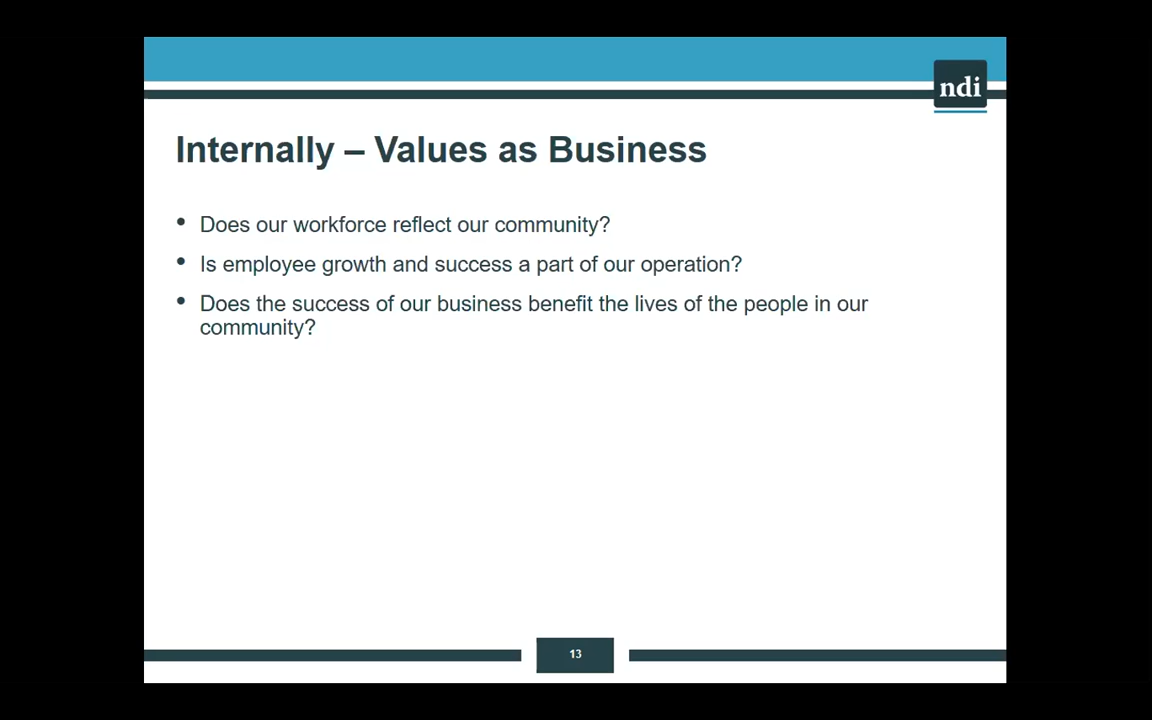 ndi
Internally – Values as Business
• Does our workforce reflect our community?
• Is employee growth and success a part of our operation?
• Does the success of our business benefit the lives of the people in our
community?
13